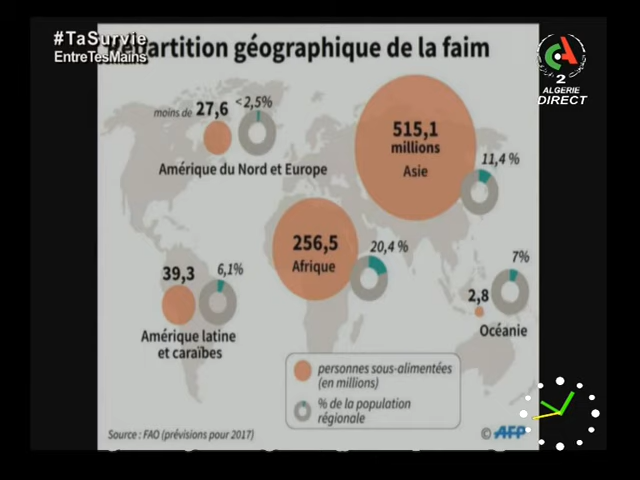 #TaSurvie
EntreTesMains
Répartition géographique de la faim
2
ALGERIE
DIRECT
moins de 27,6
<2,5%
Amérique du Nord et Europe
515,1
millions
Asie
11,4 %
256,5
Afrique
20,4 %
39,3
6,1%
Amérique latine
et caraïbes
7%
2,8
Océanie
personnes sous-alimentées
(en millions)
% de la population
régionale
Source : FAO (prévisions pour 2017)
© AFP